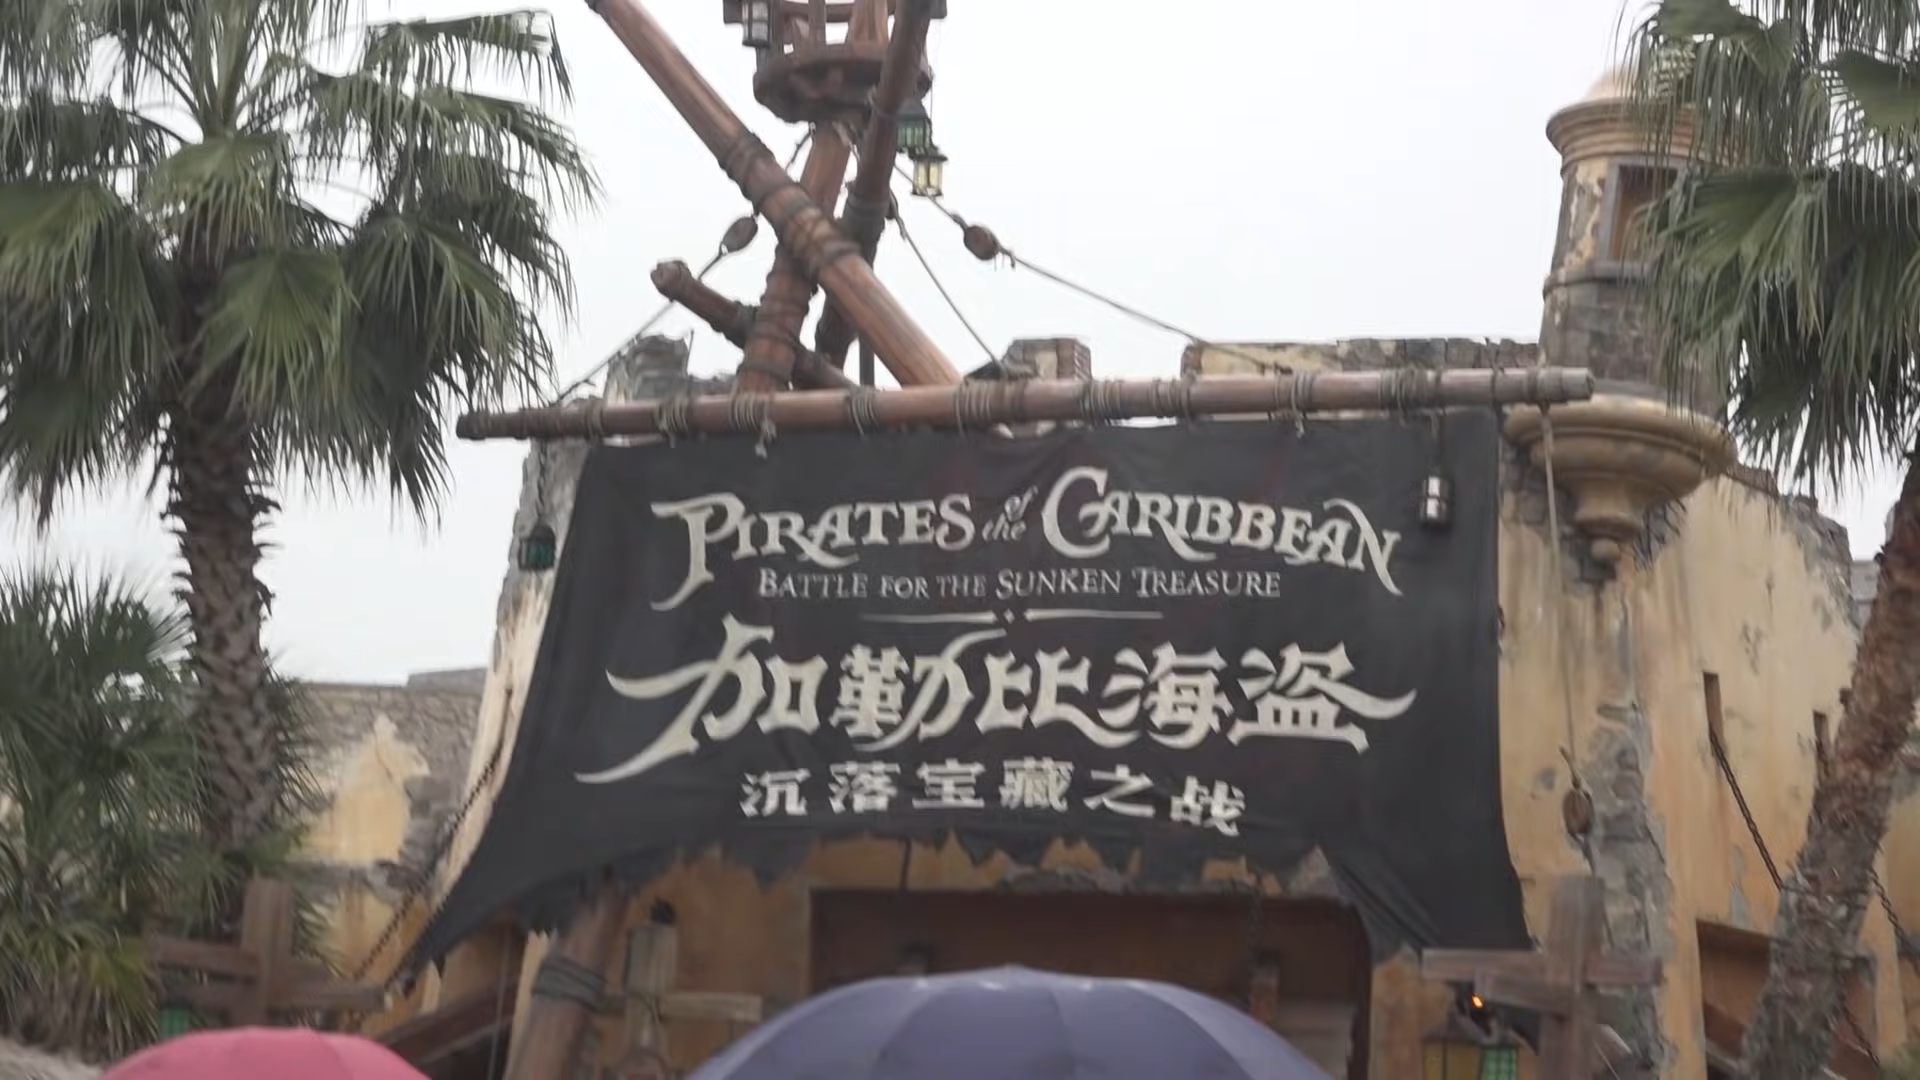 PIRATES of the CARIBBEAN
BATTLE FOR THE SUNKEN TREASURE
加勒比海盗
沉落宝藏之战